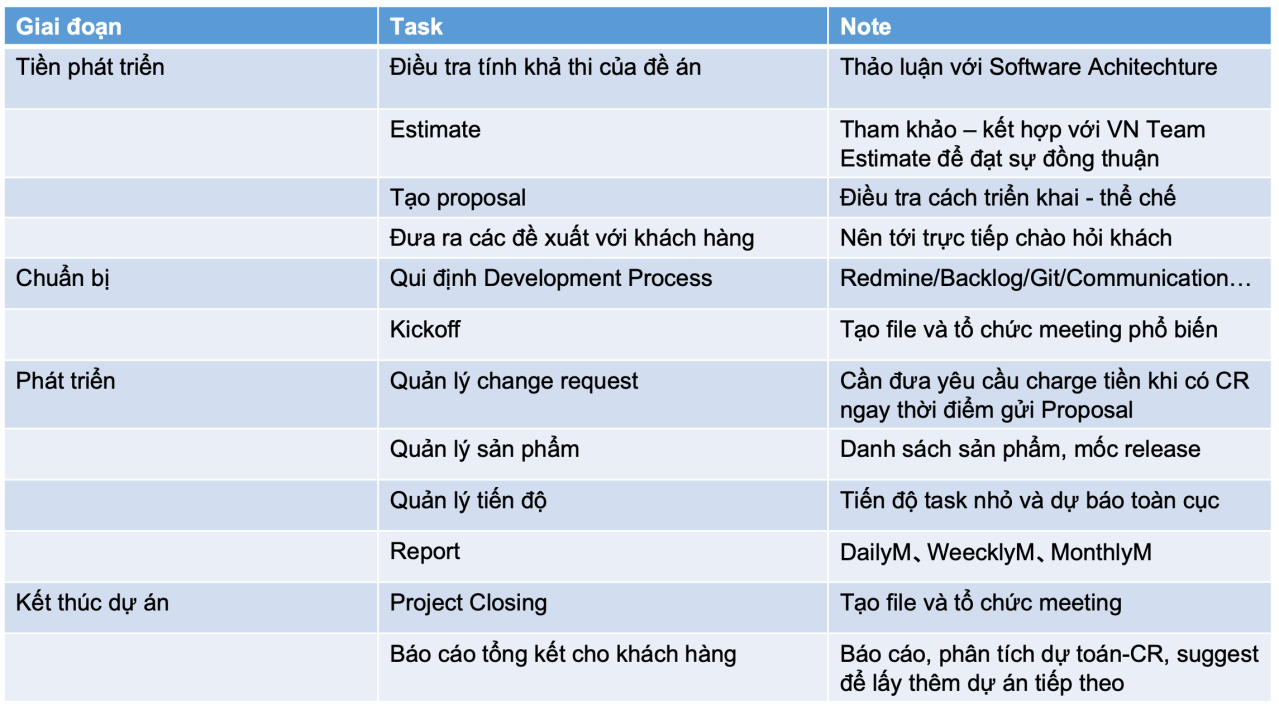 Giai đoạn Task Note
Tiền phát triển Điều tra tính khả thi của đề án Thảo luận với Software Achitechture
Estimate Tham khảo – kết hợp với VN Team
Estimate để đạt sự đồng thuận
Tạo proposal Điều tra cách triển khai - thể chế
Đưa ra các đề xuất với khách hàng Nên tới trực tiếp chào hỏi khách
Chuẩn bị Qui định Development Process Redmine/Backlog/Git/Communication…
Kickoff Tạo file và tổ chức meeting phổ biến
Phát triển Quản lý change request Cần đưa yêu cầu charge tiền khi có CR
ngay thời điểm gửi Proposal
Quản lý sản phẩm Danh sách sản phẩm, mốc release
Quản lý tiến độ Tiến độ task nhỏ và dự báo toàn cục
Report DailyM、WeecklyM、MonthlyM
Kết thúc dự án Project Closing Tạo file và tổ chức meeting
Báo cáo tổng kết cho khách hàng Báo cáo, phân tích dự toán-CR, suggest
để lấy thêm dự án tiếp theo